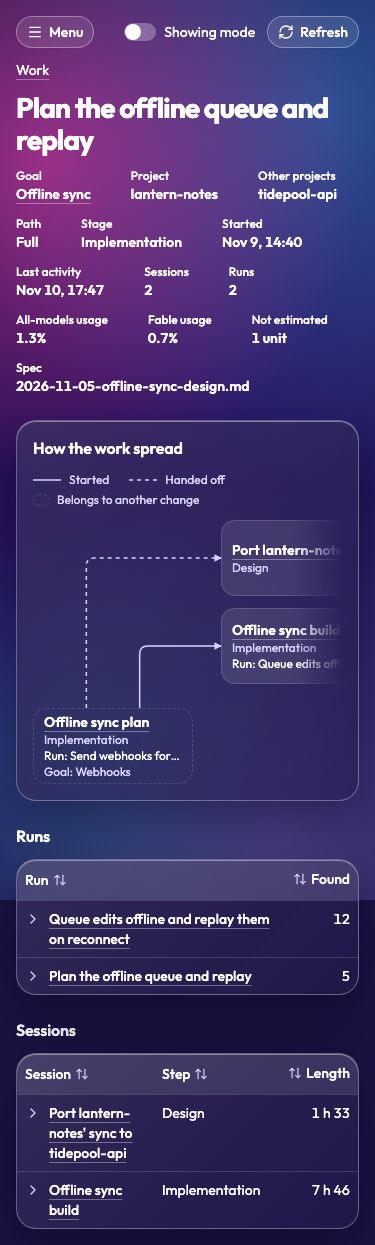 Menu
Showing mode
Refresh
Work
Plan the offline queue and
replay
Goal
Project
Other projects
Offline sync
lantern-notes
tidepool-api
Path
Stage
Started
Full
Implementation
Nov 9, 14:40
Last activity
Sessions
Runs
Nov 10, 17:47
2
2
All-models usage
Fable usage
Not estimated
1.3%
0.7%
1 unit
Spec
2026-11-05-offline-sync-design.md
How the work spread
Started
Handed off
Belongs to another change
Port lantern-note
Design
Offline sync build
Implementation
Run: Queue edits off
Offline sync plan
Implementation
Run: Send webhooks for…
Goal: Webhooks
Runs
Run
Found
Queue edits offline and replay them
on reconnect
12
Plan the offline queue and replay
5
Sessions
Session
Step
Length
Port lantern-
notes' sync to
tidepool-api
Design
1 h 33
Offline sync
build
Implementation
7 h 46